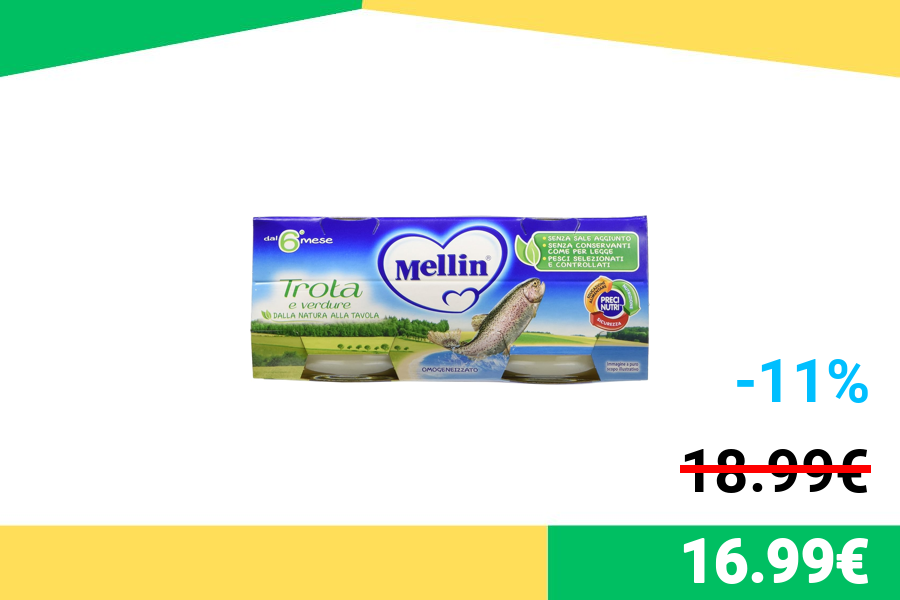 dal 6° mese
Mellin®
Trota
e verdure
DALLA NATURA ALLA TAVOLA
• SENZA SALE AGGIUNTO
• SENZA CONSERVANTI
COME PER LEGGE
• PESCI SELEZIONATI
E CONTROLLATI
PRECI
NUTRI
SICUREZZA
OMOGENEIZZATO
-11%
18.99€
16.99€